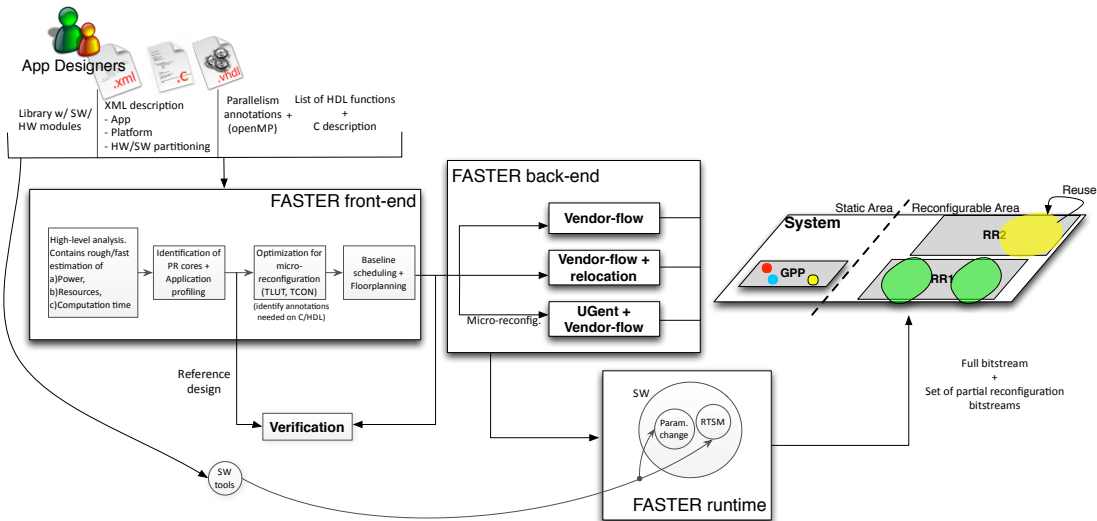 App Designers
.xml
.C
.vhdl
Library w/ SW/
HW modules
XML description
- App
- Platform
- HW/SW partitioning
Parallelism
annotations
(openMP)
+
List of HDL functions
+
C description
FASTER front-end
High-level analysis.
Contains rough/fast
estimation of
a)Power,
b)Resources,
c)Computation time
Identification of
PR cores +
Application
profiling
Optimization for
micro-
reconfiguration
(TLUT, TCON)
(identify annotations
needed on C/HDL)
Baseline
scheduling +
Floorplanning
Reference
design
Verification
SW
tools
FASTER back-end
Vendor-flow
Vendor-flow +
relocation
Micro-reconfig.
UGent +
Vendor-flow
SW
Param.
change
RTSM
FASTER runtime
System
Static Area
Reconfigurable Area
Reuse
RR2
GPP
RR1
Full bitstream
+
Set of partial reconfiguration
bitstreams